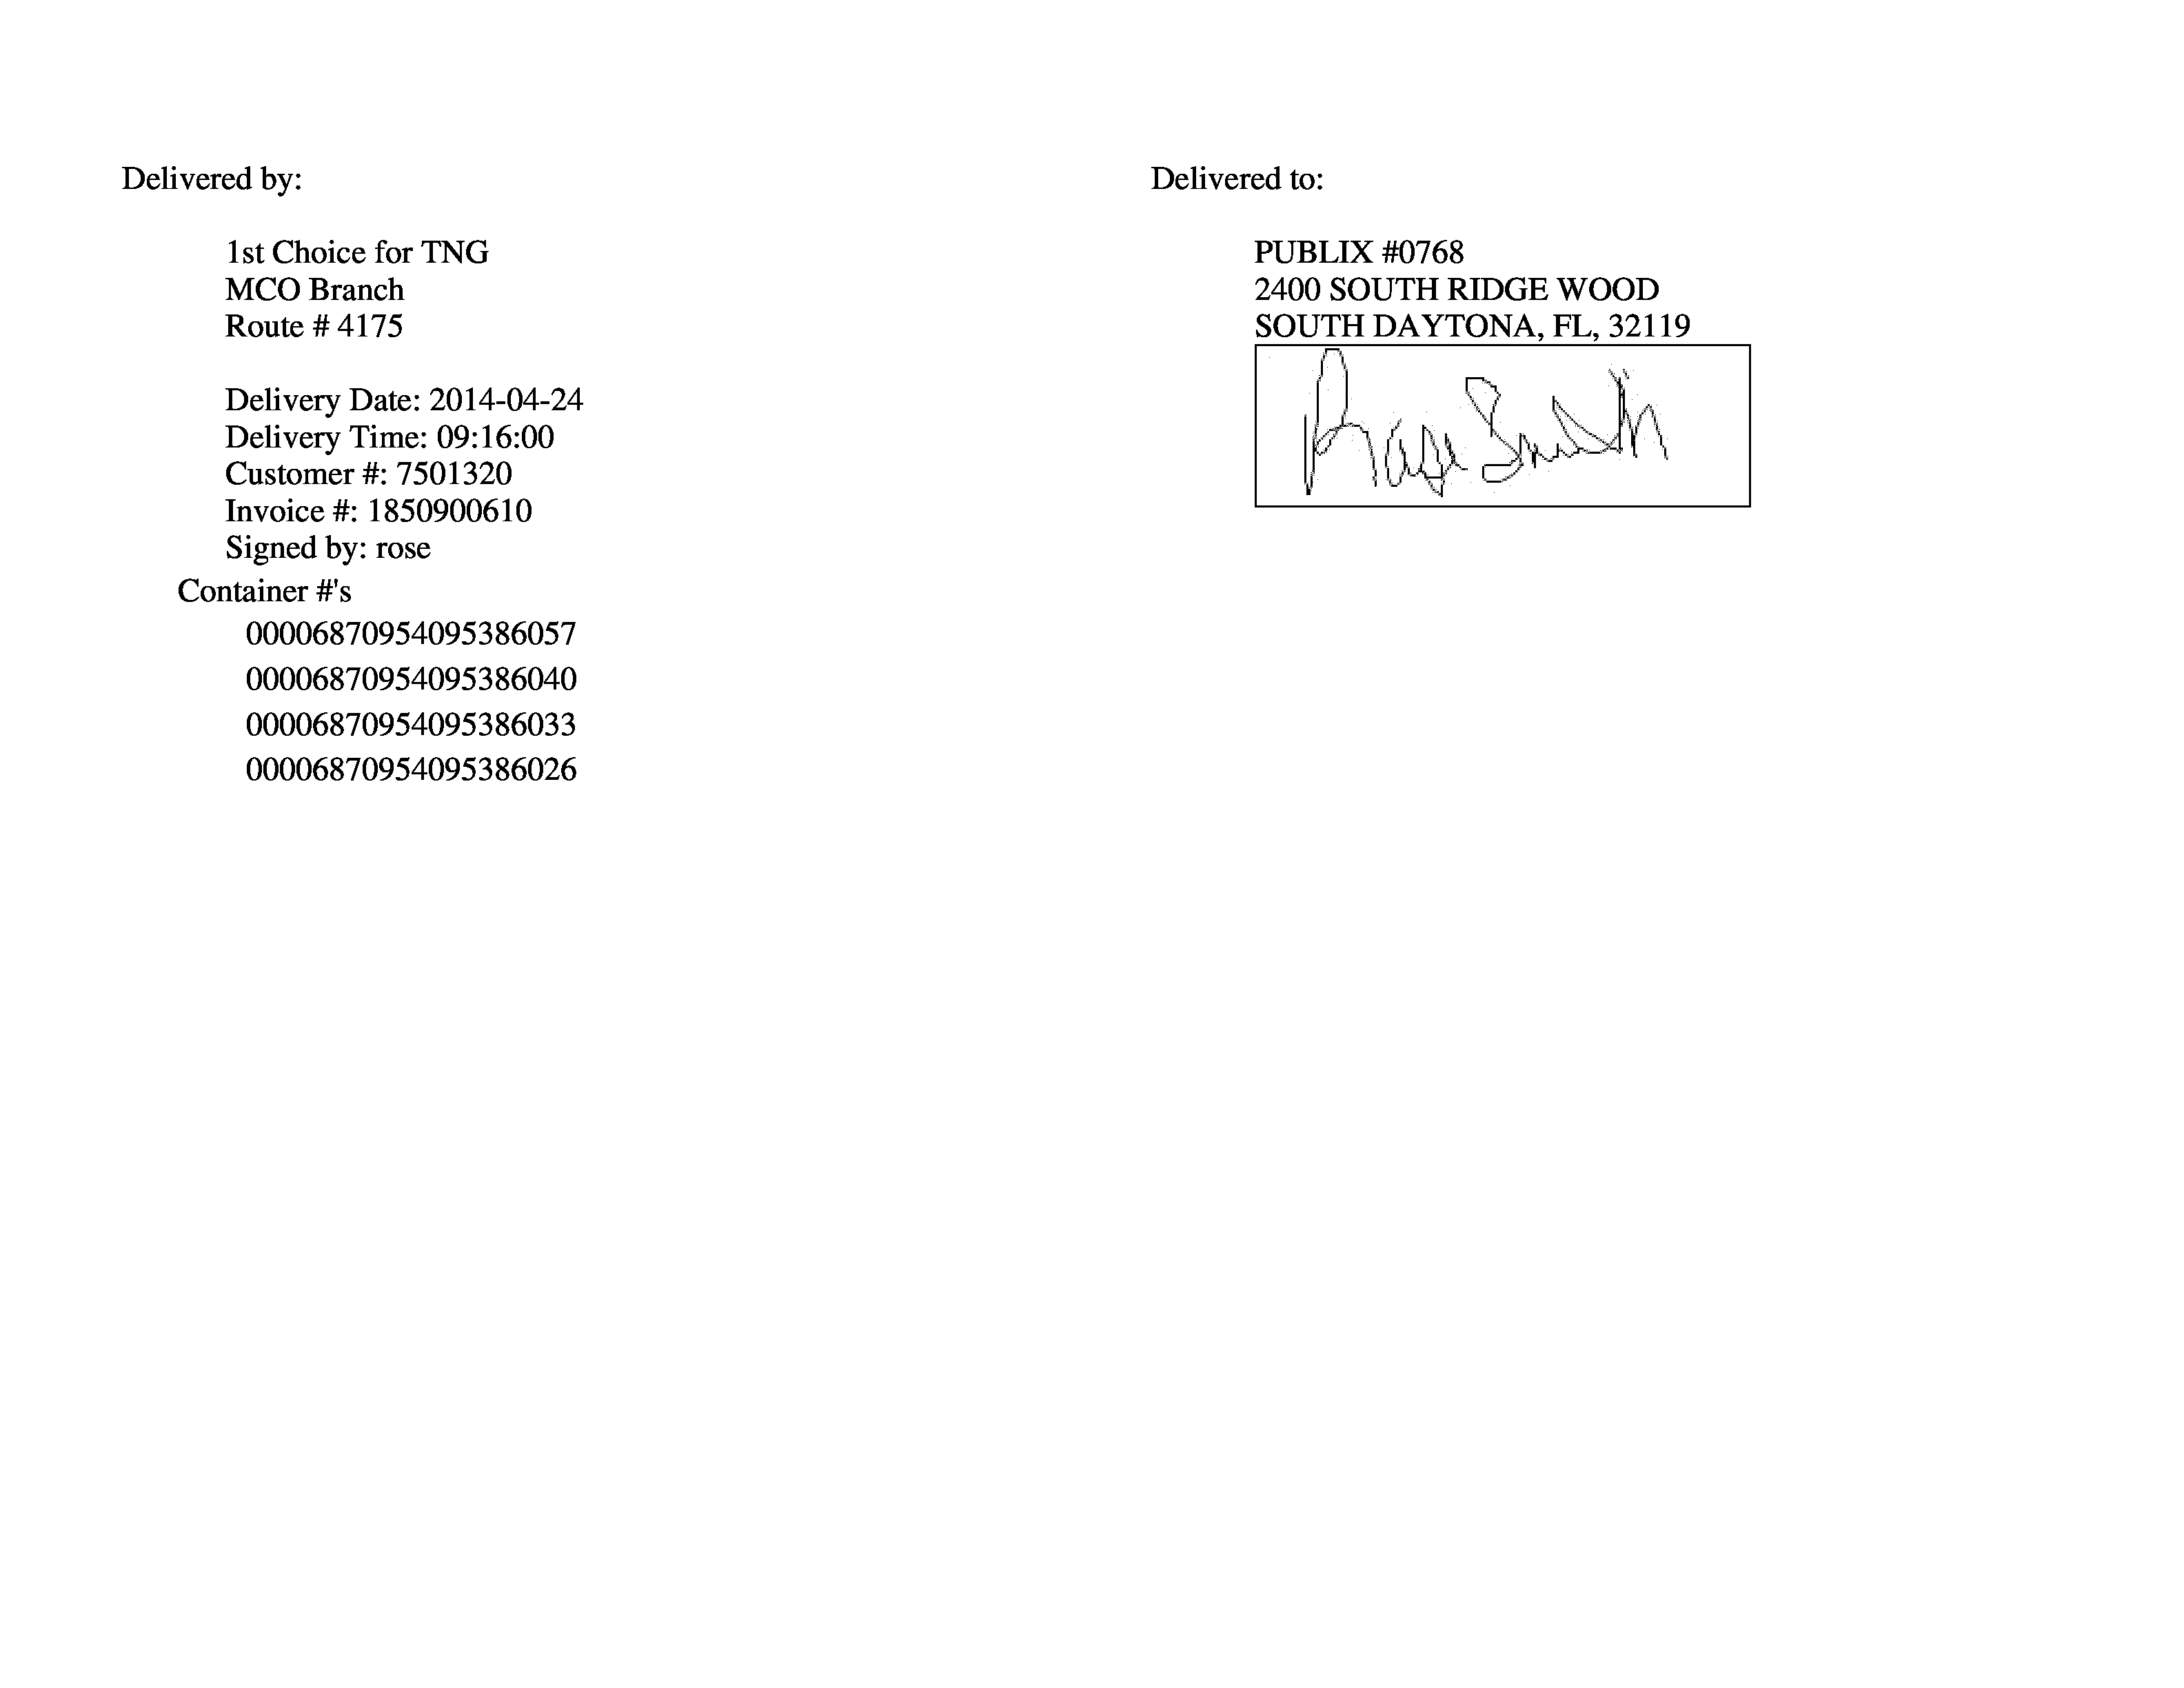 Delivered by:
1st Choice for TNG
MCO Branch
Route # 4175
Delivery Date: 2014-04-24
Delivery Time: 09:16:00
Customer #: 7501320
Invoice #: 1850900610
Signed by: rose
Container #'s
00006870954095386057
00006870954095386040
00006870954095386033
00006870954095386026
Delivered to:
PUBLIX #0768
2400 SOUTH RIDGE WOOD
SOUTH DAYTONA, FL, 32119
Smith